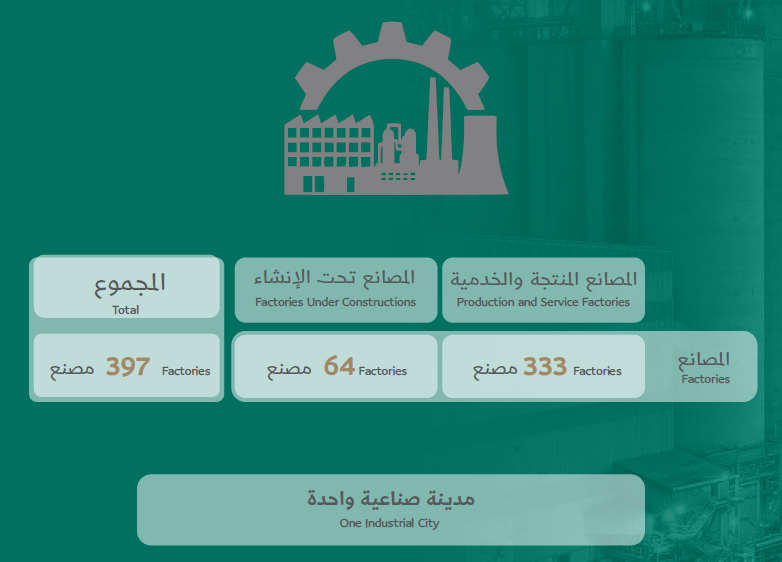 المصانع المنتجة والخدمية
Production and Service Factories
المصانع تحت الإنشاء
Factories Under Constructions
المجموع
Total
المصانع
Factories
333 مصنع Factories
64 مصنع Factories
397 مصنع Factories
مدينة صناعية واحدة
One Industrial City